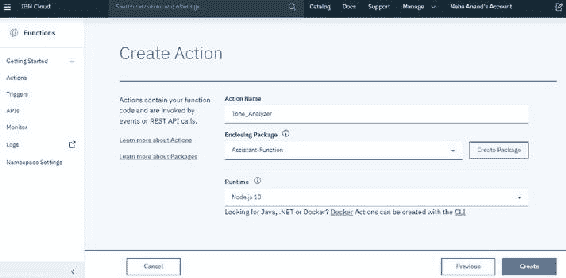 IBM Cloud
Search resources and offerings
Catalog
Docs
Support
Manage
Account
Functions
Getting Started
Actions
Triggers
APIs
Monitor
Logs
Namespace Settings
Create Action
Actions contain your function
code and are invoked by
events or REST API calls.
Learn more about Actions
Learn more about Packages
Action Name
Tone_Analyzer
Enclosing Package
Assistant-Function
Create Package
Runtime
Node.js 10
Looking for Java, .NET or Docker? Docker Actions can be created with the CLI
Cancel
Previous
Create